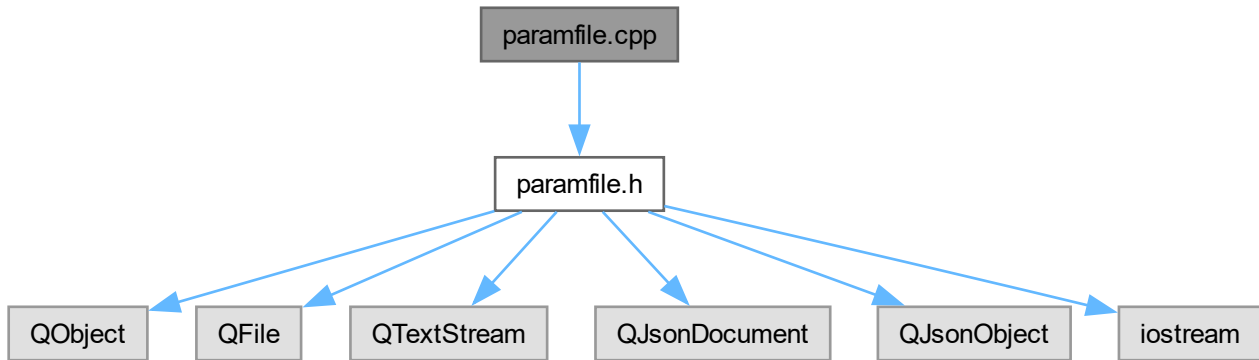 paramfile.cpp
paramfile.h
QObject
QFile
QTextStream
QJsonDocument
QJsonObject
iostream